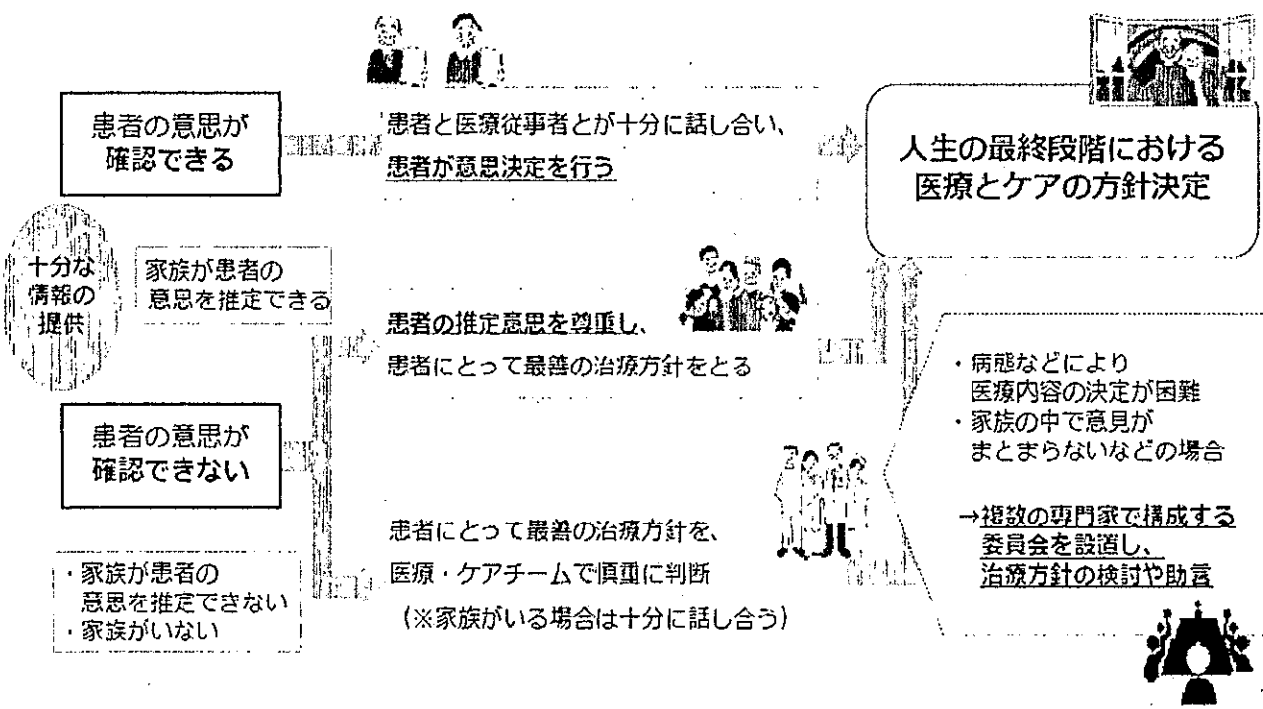 患者の意思が
確認できる
患者と医療従事者とが十分に話し合い、
患者が意思決定を行う
人生の最終段階における
医療とケアの方針決定
十分な
情報の
提供
家族が患者の
意思を推定できる
患者の推定意思を尊重し、
患者にとって最善の治療方針をとる
患者の意思が
確認できない
・家族が患者の
意思を推定できない
・家族がいない
患者にとって最善の治療方針を、
医療・ケアチームで慎重に判断
(※家族がいる場合は十分に話し合う)
・病態などにより
医療内容の決定が困難
・家族の中で意見が
まとまらないなどの場合
→複数の専門家で構成する
委員会を設置し、
治療方針の検討や助言